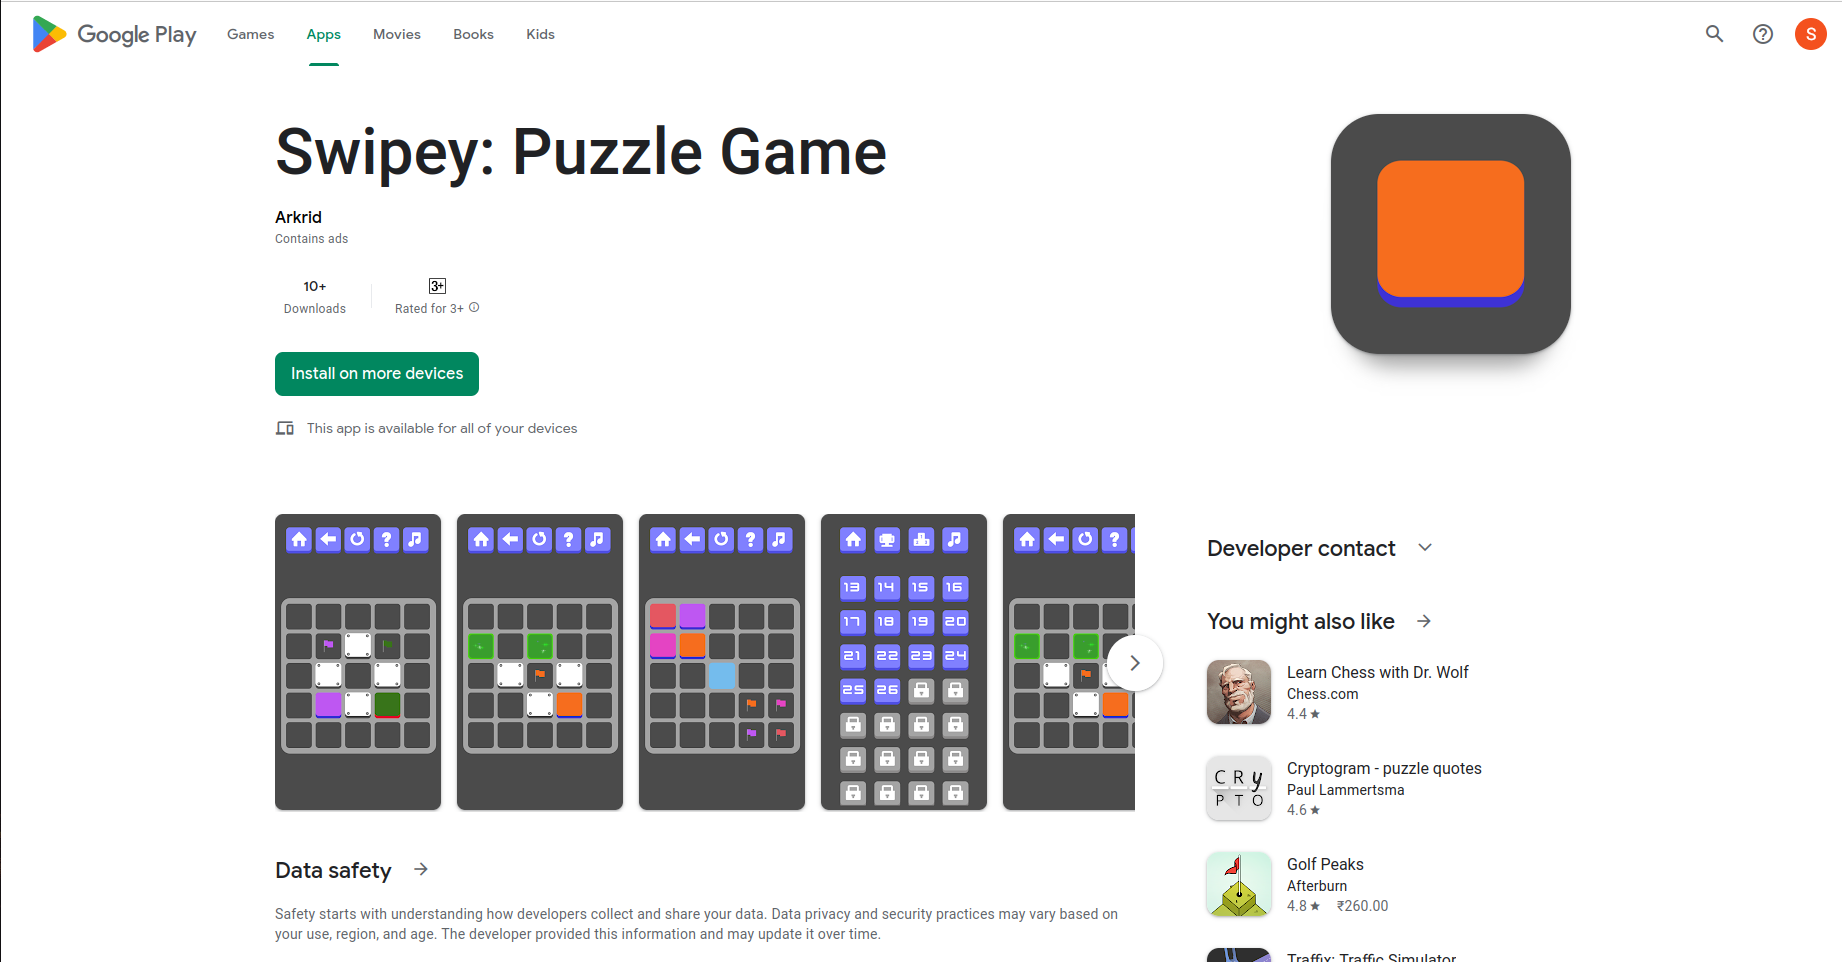 Google Play
Games
Apps
Movies
Books
Kids
S
Swipey: Puzzle Game
Arkrid
Contains ads
10+
Downloads
3+
Rated for 3+
Install on more devices
This app is available for all of your devices
13 14 15 16
17 18 19 20
21 22 23 24
25 26
Data safety
Safety starts with understanding how developers collect and share your data. Data privacy and security practices may vary based on
your use, region, and age. The developer provided this information and may update it over time.
Developer contact
You might also like
Learn Chess with Dr. Wolf
Chess.com
4.4★
CRy
PTO
Cryptogram - puzzle quotes
Paul Lammertsma
4.6★
Golf Peaks
Afterburn
4.8★ ₹260.00
Traffix: Traffic Simulator